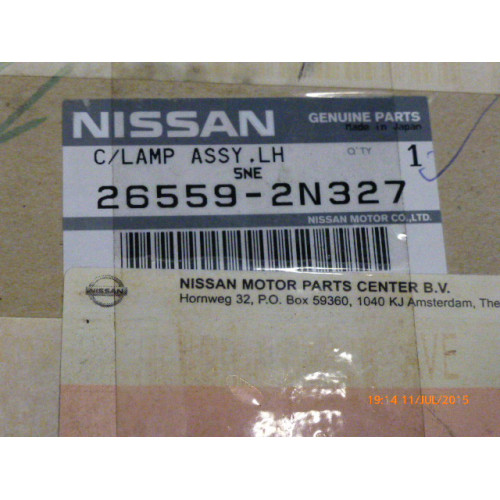 NISSAN GENUINE PARTS
Made in Japan
C/LAMP ASSY.LH Q'TY 1
5NE
26559-2N327
NISSAN MOTOR CO.,LTD.
NISSAN
NISSAN MOTOR PARTS CENTER B.V.
Hornweg 32, P.O. Box 59360, 1040 KJ Amsterdam, The
19:14 11/JUL/2015